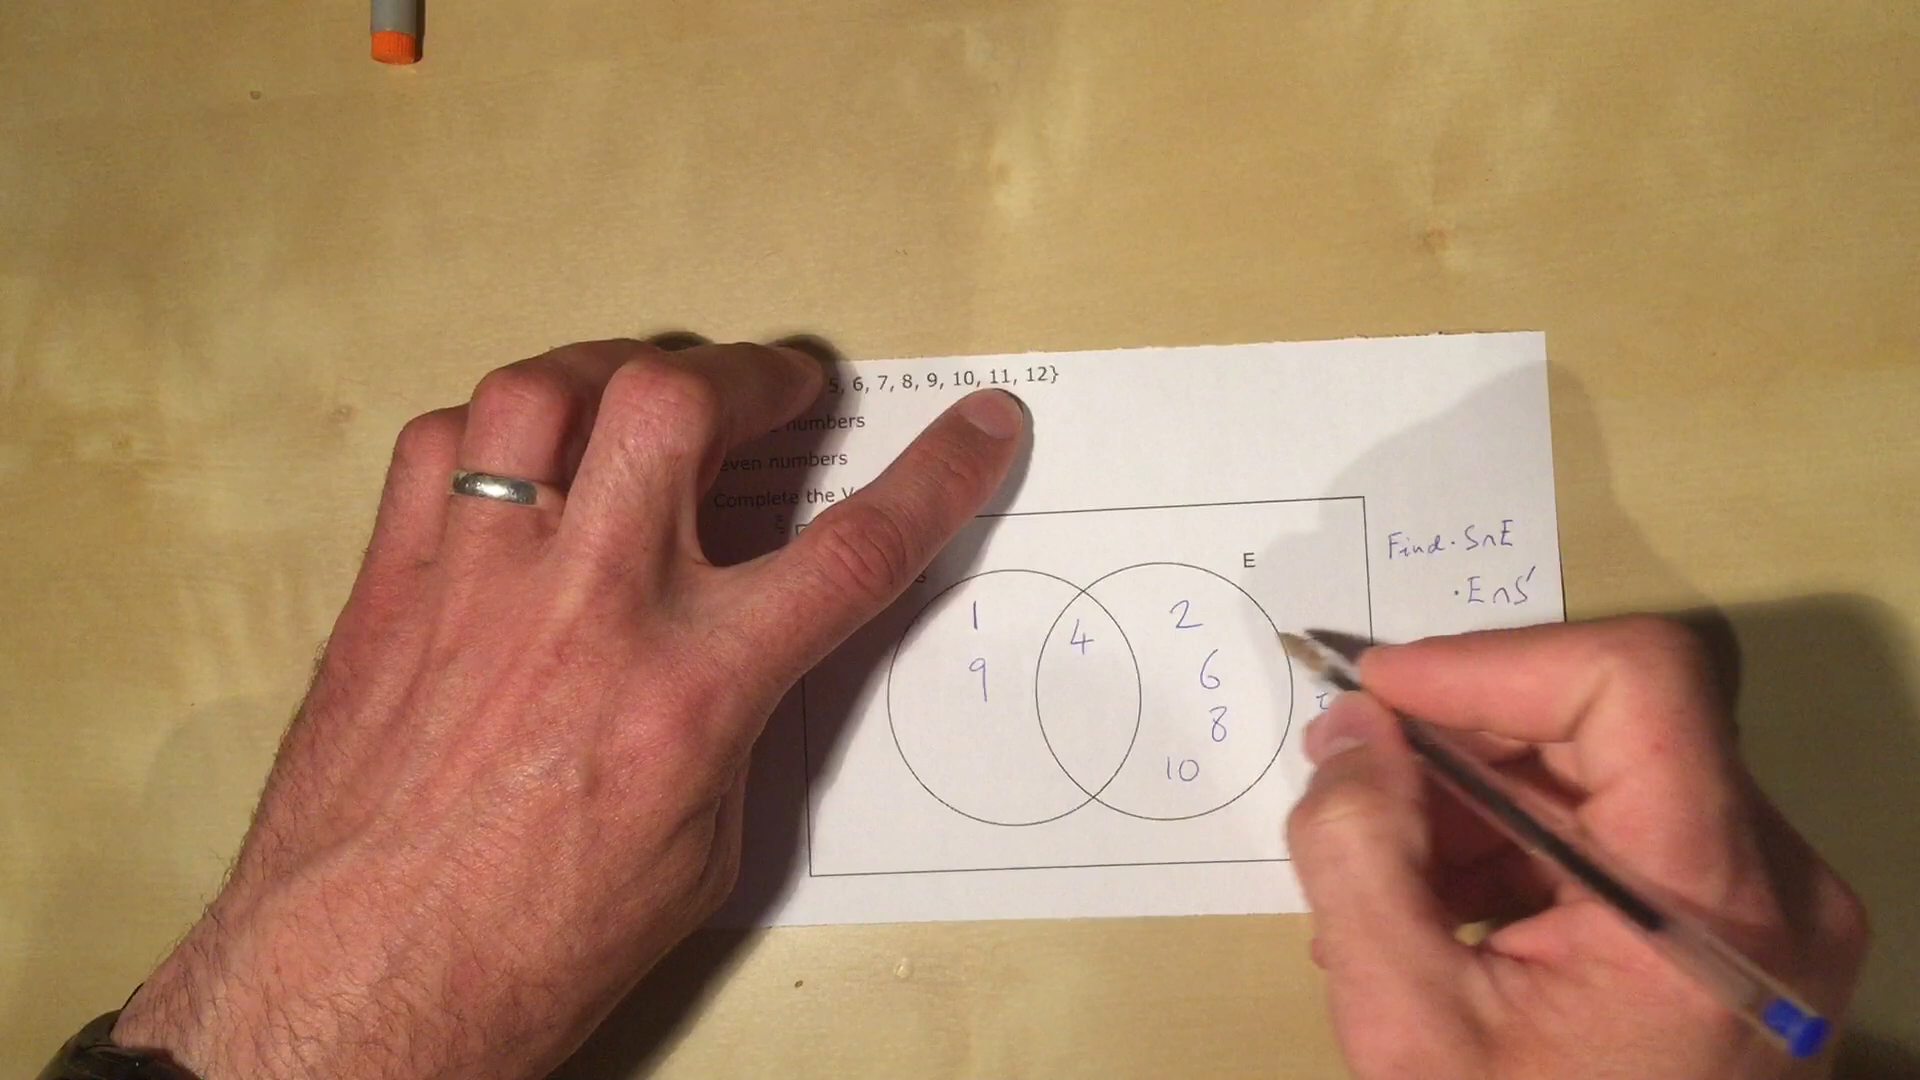 5, 6, 7, 8, 9, 10, 11, 12}
numbers
even numbers
Complete the
ξ
S
E
1
9
4
2
6
8
10
Find · S∩E
· E∩S'